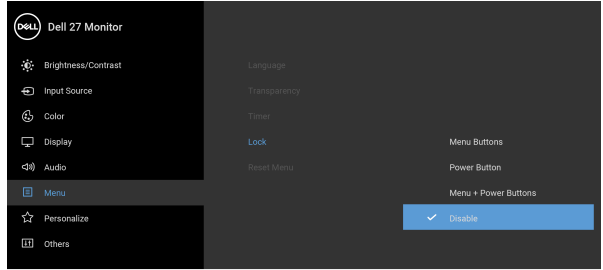 DELL Dell 27 Monitor
Brightness/Contrast
Language
Input Source
Transparency
Color
Timer
Display
Lock
Menu Buttons
Audio
Reset Menu
Power Button
Menu
Menu + Power Buttons
Personalize
Disable
Others